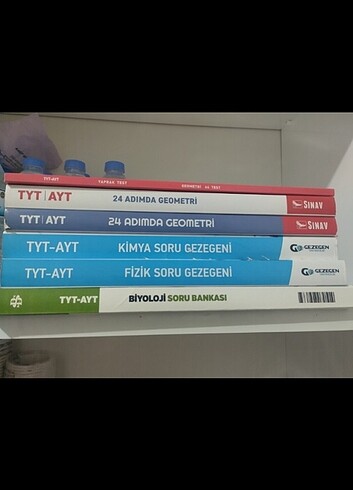 TYT-AYT YAPRAK TEST GEOMETRİ
TYT | AYT 24 ADIMDA GEOMETRİ SINAV
TYT | AYT 24 ADIMDA GEOMETRİ SINAV
TYT-AYT KİMYA SORU GEZEGENİ GEZEGEN
TYT-AYT FİZİK SORU GEZEGENİ GEZEGEN
TYT-AYT BİYOLOJİ SORU BANKASI